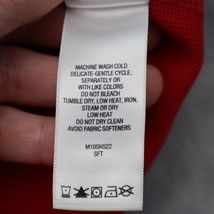 MACHINE WASH COLD
DELICATE-GENTLE CYCLE,
SEPARATELY OR
WITH LIKE COLORS
DO NOT BLEACH
TUMBLE DRY, LOW HEAT, IRON,
STEAM OR DRY
LOW HEAT
DO NOT DRY CLEAN
AVOID FABRIC SOFTENERS
M10SHS22
SFT